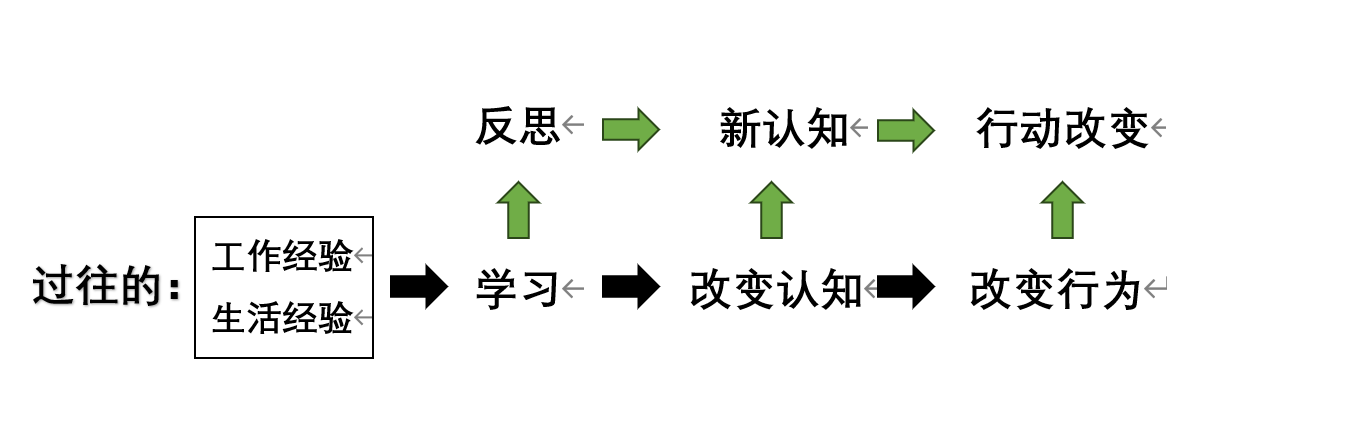 反思 新认知 行动改变
工作经验
过往的：
生活经验
学习 改变认知 改变行为